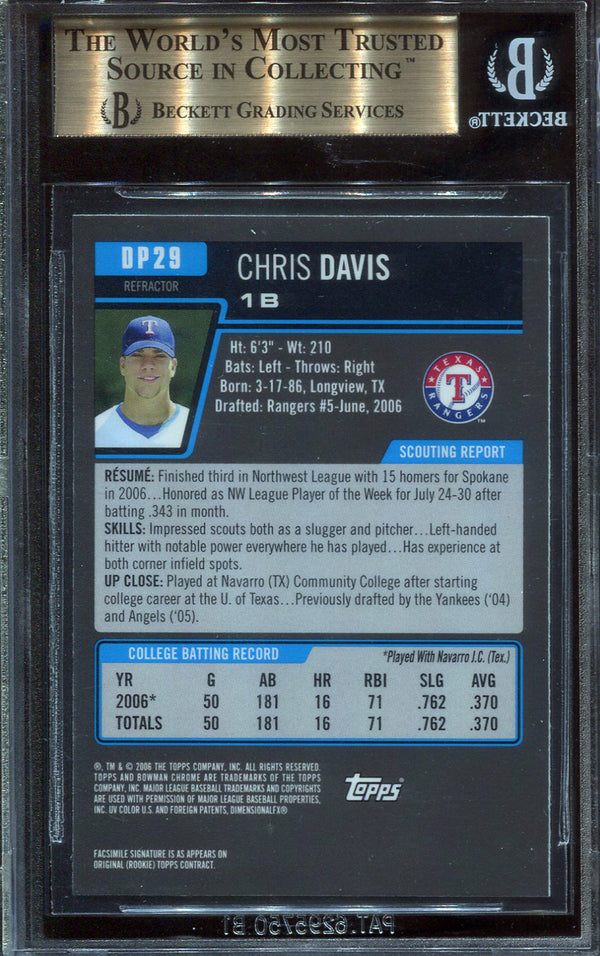 THE WORLD'S MOST TRUSTED
SOURCE IN COLLECTING™
B BECKETT GRADING SERVICES
B
BECKETT®
DP29
REFRACTOR
CHRIS DAVIS
1B
T
Ht: 6'3" - Wt: 210
Bats: Left - Throws: Right
Born: 3-17-86, Longview, TX
Drafted: Rangers #5-June, 2006
TEXAS
T
RANGERS
™
SCOUTING REPORT
RÉSUMÉ: Finished third in Northwest League with 15 homers for Spokane
in 2006...Honored as NW League Player of the Week for July 24-30 after
batting .343 in month.
SKILLS: Impressed scouts both as a slugger and pitcher...Left-handed
hitter with notable power everywhere he has played...Has experience at
both corner infield spots.
UP CLOSE: Played at Navarro (TX) Community College after starting
college career at the U. of Texas...Previously drafted by the Yankees ('04)
and Angels ('05).
COLLEGE BATTING RECORD *Played With Navarro J.C. (Tex.)
YR G AB HR RBI SLG AVG
2006* 50 181 16 71 .762 .370
TOTALS 50 181 16 71 .762 .370
®, TM & © 2006 THE TOPPS COMPANY, INC. ALL RIGHTS RESERVED.
TOPPS AND BOWMAN CHROME ARE TRADEMARKS OF THE TOPPS
COMPANY, INC. MAJOR LEAGUE BASEBALL TRADEMARKS AND COPYRIGHTS
ARE USED WITH PERMISSION OF MAJOR LEAGUE BASEBALL PROPERTIES,
INC. UV COLOR U.S. AND FOREIGN PATENTS, DIMENSIONALFX®
Topps®
FACSIMILE SIGNATURE IS AS APPEARS ON
ORIGINAL (ROOKIE) TOPPS CONTRACT.
PAT. 6295750 B1